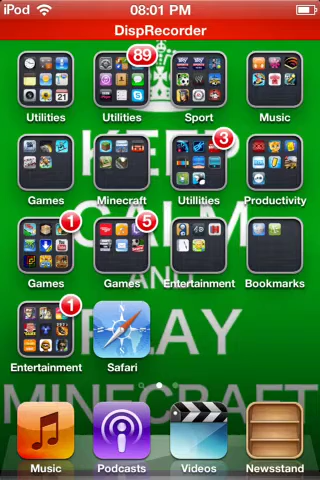 iPod 08:01 PM
DispRecorder
89
Utilities Utilities Sport Music
KEEP
3
Games Minecraft Utilities Productivity
CALM
1 5
Games Games Entertainment Bookmarks
AND
1
Entertainment Safari
PLAY
MINECRAFT
Music Podcasts Videos Newsstand